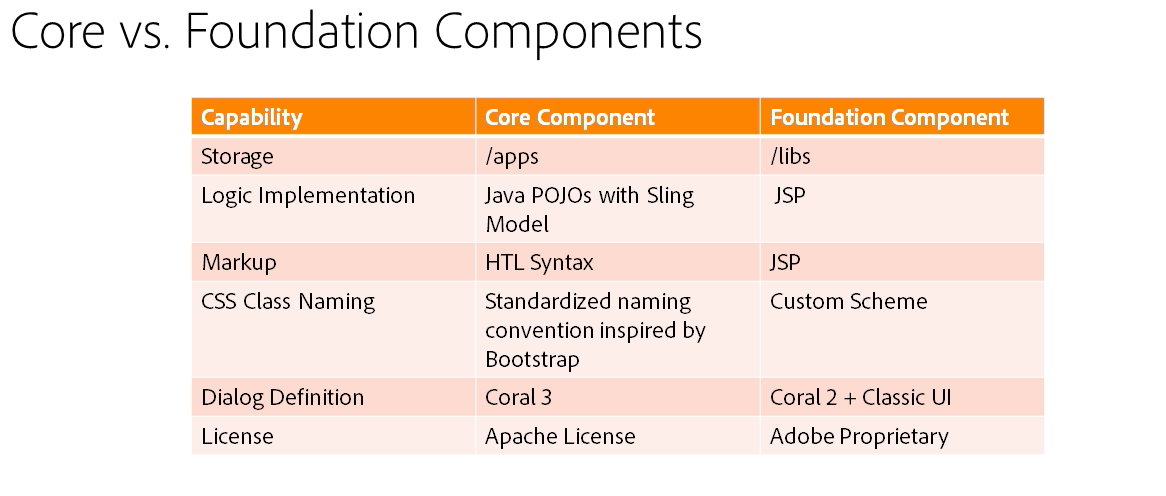 Core vs. Foundation Components
Capability
Core Component
Foundation Component
Storage
/apps
/libs
Logic Implementation
Java POJOs with Sling
Model
JSP
Markup
HTL Syntax
JSP
CSS Class Naming
Standardized naming
convention inspired by
Bootstrap
Custom Scheme
Dialog Definition
Coral 3
Coral 2 + Classic UI
License
Apache License
Adobe Proprietary